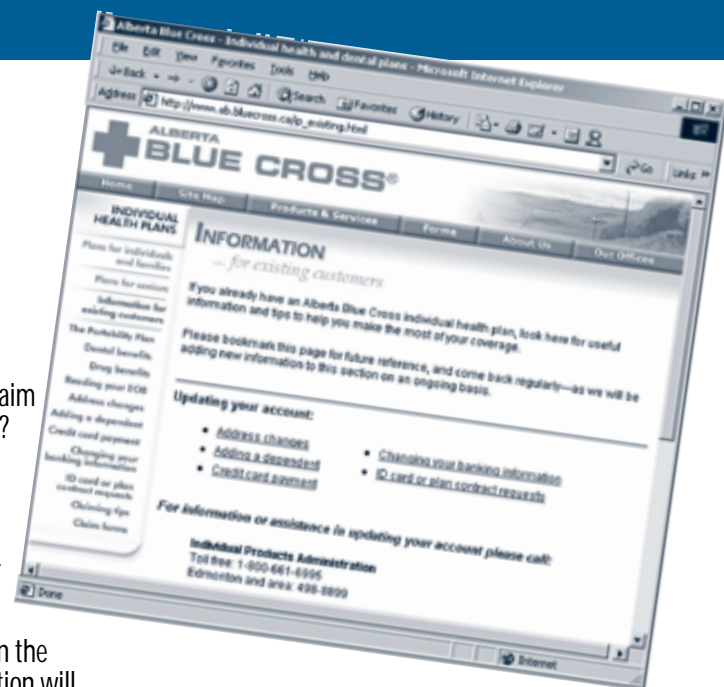 Alberta Blue Cross - Individual health and dental plans - Microsoft Internet Explorer
File Edit View Favorites Tools Help
Back Search Favorites History
Address http://www.ab.bluecross.ca/ip_existing.html Go Links »
ALBERTA
BLUE CROSS®
Home Site Map Products & Services Forms About Us Our Offices
INDIVIDUAL
HEALTH PLANS
Plans for individuals
and families
Plans for seniors
Information for
existing customers
The Portability Plan
Dental benefits
Drug benefits
Reading your EOB
Address changes
Adding a dependent
Credit card payment
Changing your
banking information
ID card or plan
contract requests
Claiming tips
Claim forms
INFORMATION
... for existing customers
If you already have an Alberta Blue Cross individual health plan, look here for useful
information and tips to help you make the most of your coverage.
Please bookmark this page for future reference, and come back regularly—as we will be
adding new information to this section on an ongoing basis.
Updating your account:
• Address changes
• Adding a dependent
• Credit card payment
• Changing your banking information
• ID card or plan contract requests
For information or assistance in updating your account please call:
Individual Products Administration
Toll free: 1-800-661-6995
Edmonton and area: 498-8899
Done Internet
aim
?
n the
tion will